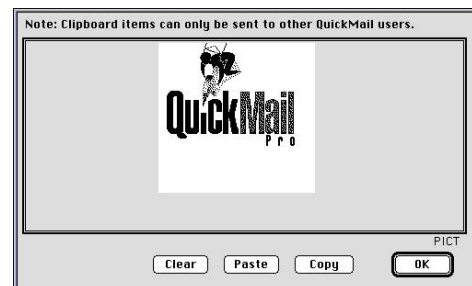 Note: Clipboard items can only be sent to other QuickMail users.
QuickMail
Pro
PICT
Clear Paste Copy OK